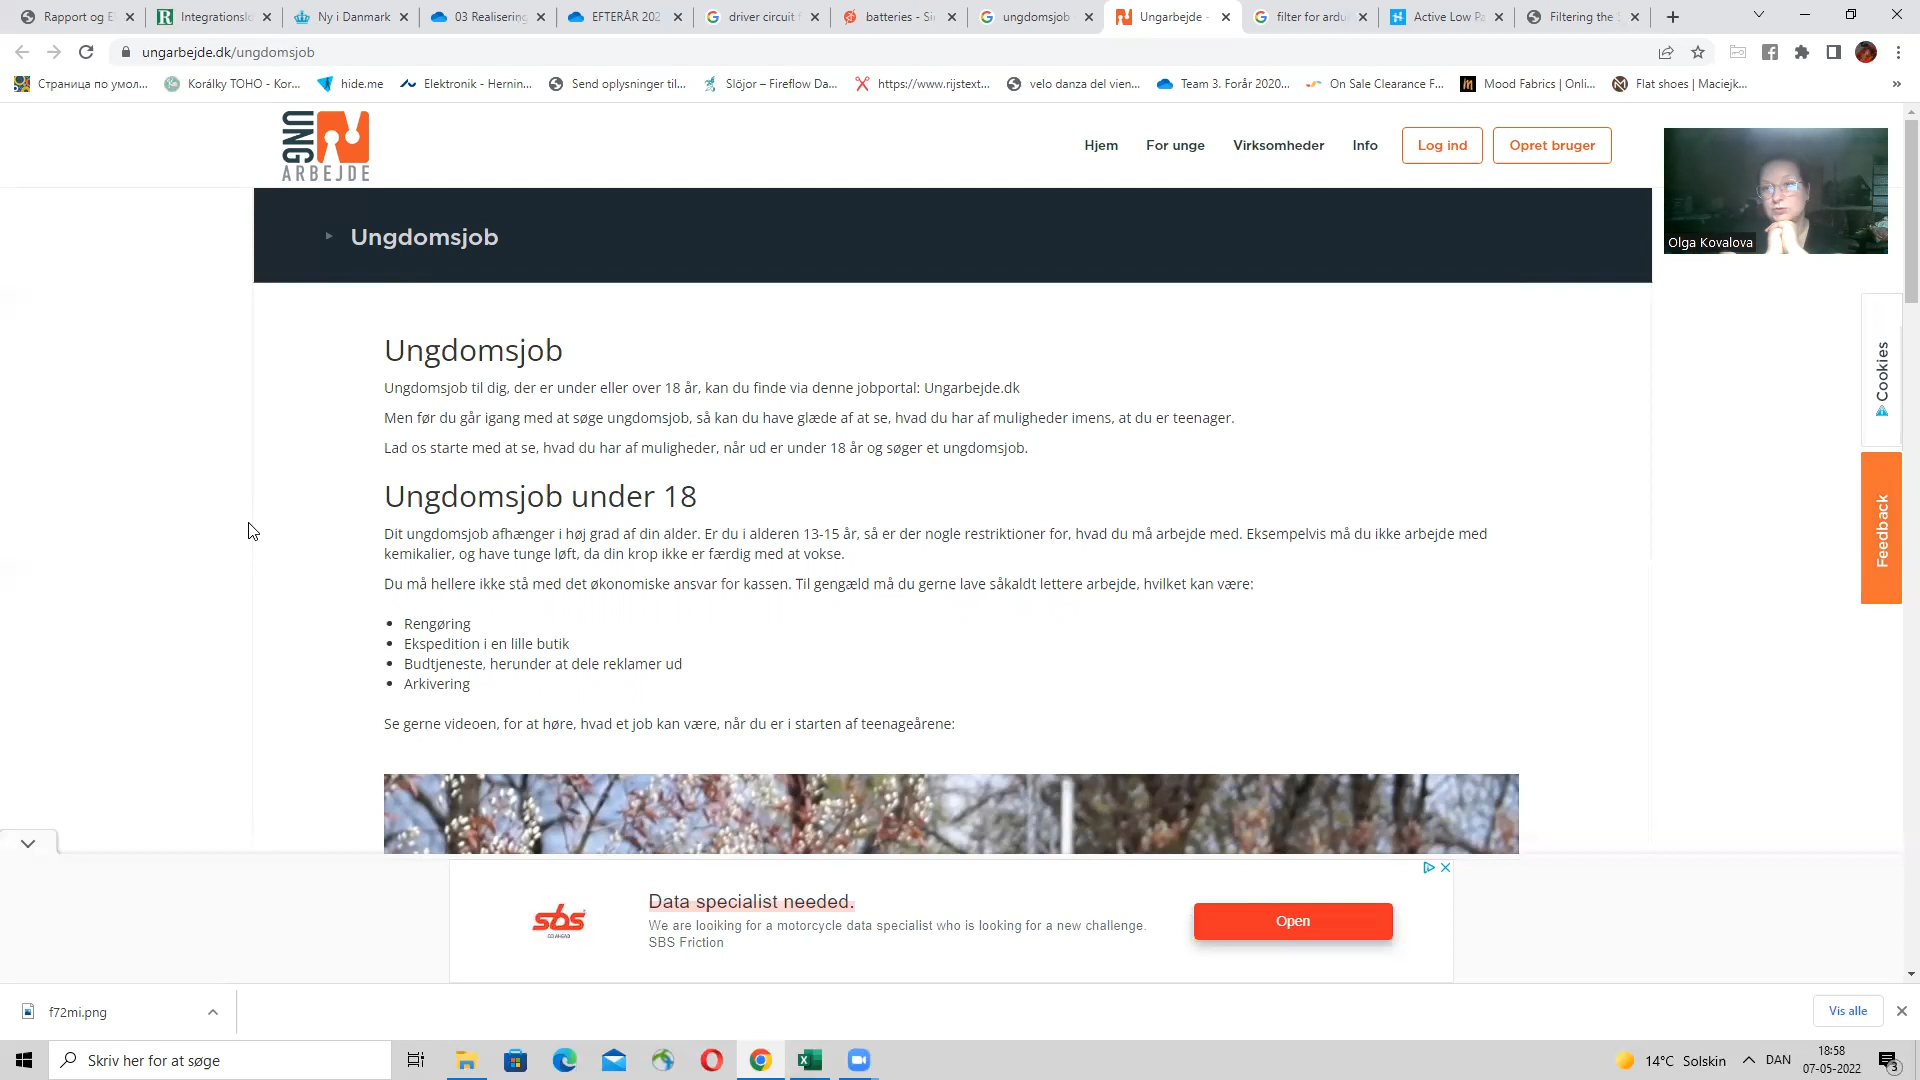 Rapport og E
Integrationslo
Ny i Danmark
03 Realisering
EFTERÅR 202
driver circuit f
batteries - Si
ungdomsjob
Ungarbejde -
filter for ardu
Active Low Pa
Filtering the
ungarbejde.dk/ungdomsjob
Страница по умол...
Korálky TOHO - Kor...
hide.me
Elektronik - Hernin...
Send oplysninger til...
Slöjor – Fireflow Da...
https://www.rijstext...
velo danza del vien...
Team 3. Forår 2020...
On Sale Clearance F...
Mood Fabrics | Onli...
Flat shoes | Maciejk...
»
UNG
ARBEJDE
Hjem
For unge
Virksomheder
Info
Log ind
Opret bruger
Olga Kovalova
Ungdomsjob
Cookies
Feedback
Ungdomsjob
Ungdomsjob til dig, der er under eller over 18 år, kan du finde via denne jobportal: Ungarbejde.dk
Men før du går igang med at søge ungdomsjob, så kan du have glæde af at se, hvad du har af muligheder imens, at du er teenager.
Lad os starte med at se, hvad du har af muligheder, når ud er under 18 år og søger et ungdomsjob.
Ungdomsjob under 18
Dit ungdomsjob afhænger i høj grad af din alder. Er du i alderen 13-15 år, så er der nogle restriktioner for, hvad du må arbejde med. Eksempelvis må du ikke arbejde med
kemikalier, og have tunge løft, da din krop ikke er færdig med at vokse.
Du må hellere ikke stå med det økonomiske ansvar for kassen. Til gengæld må du gerne lave såkaldt lettere arbejde, hvilket kan være:
• Rengøring
• Ekspedition i en lille butik
• Budtjeneste, herunder at dele reklamer ud
• Arkivering
Se gerne videoen, for at høre, hvad et job kan være, når du er i starten af teenageårene:
sbs
Data specialist needed.
We are looiking for a motorcycle data specialist who is looking for a new challenge.
SBS Friction
Open
f72mi.png
Vis alle
Skriv her for at søge
14°C Solskin
DAN
18:58
07-05-2022
3